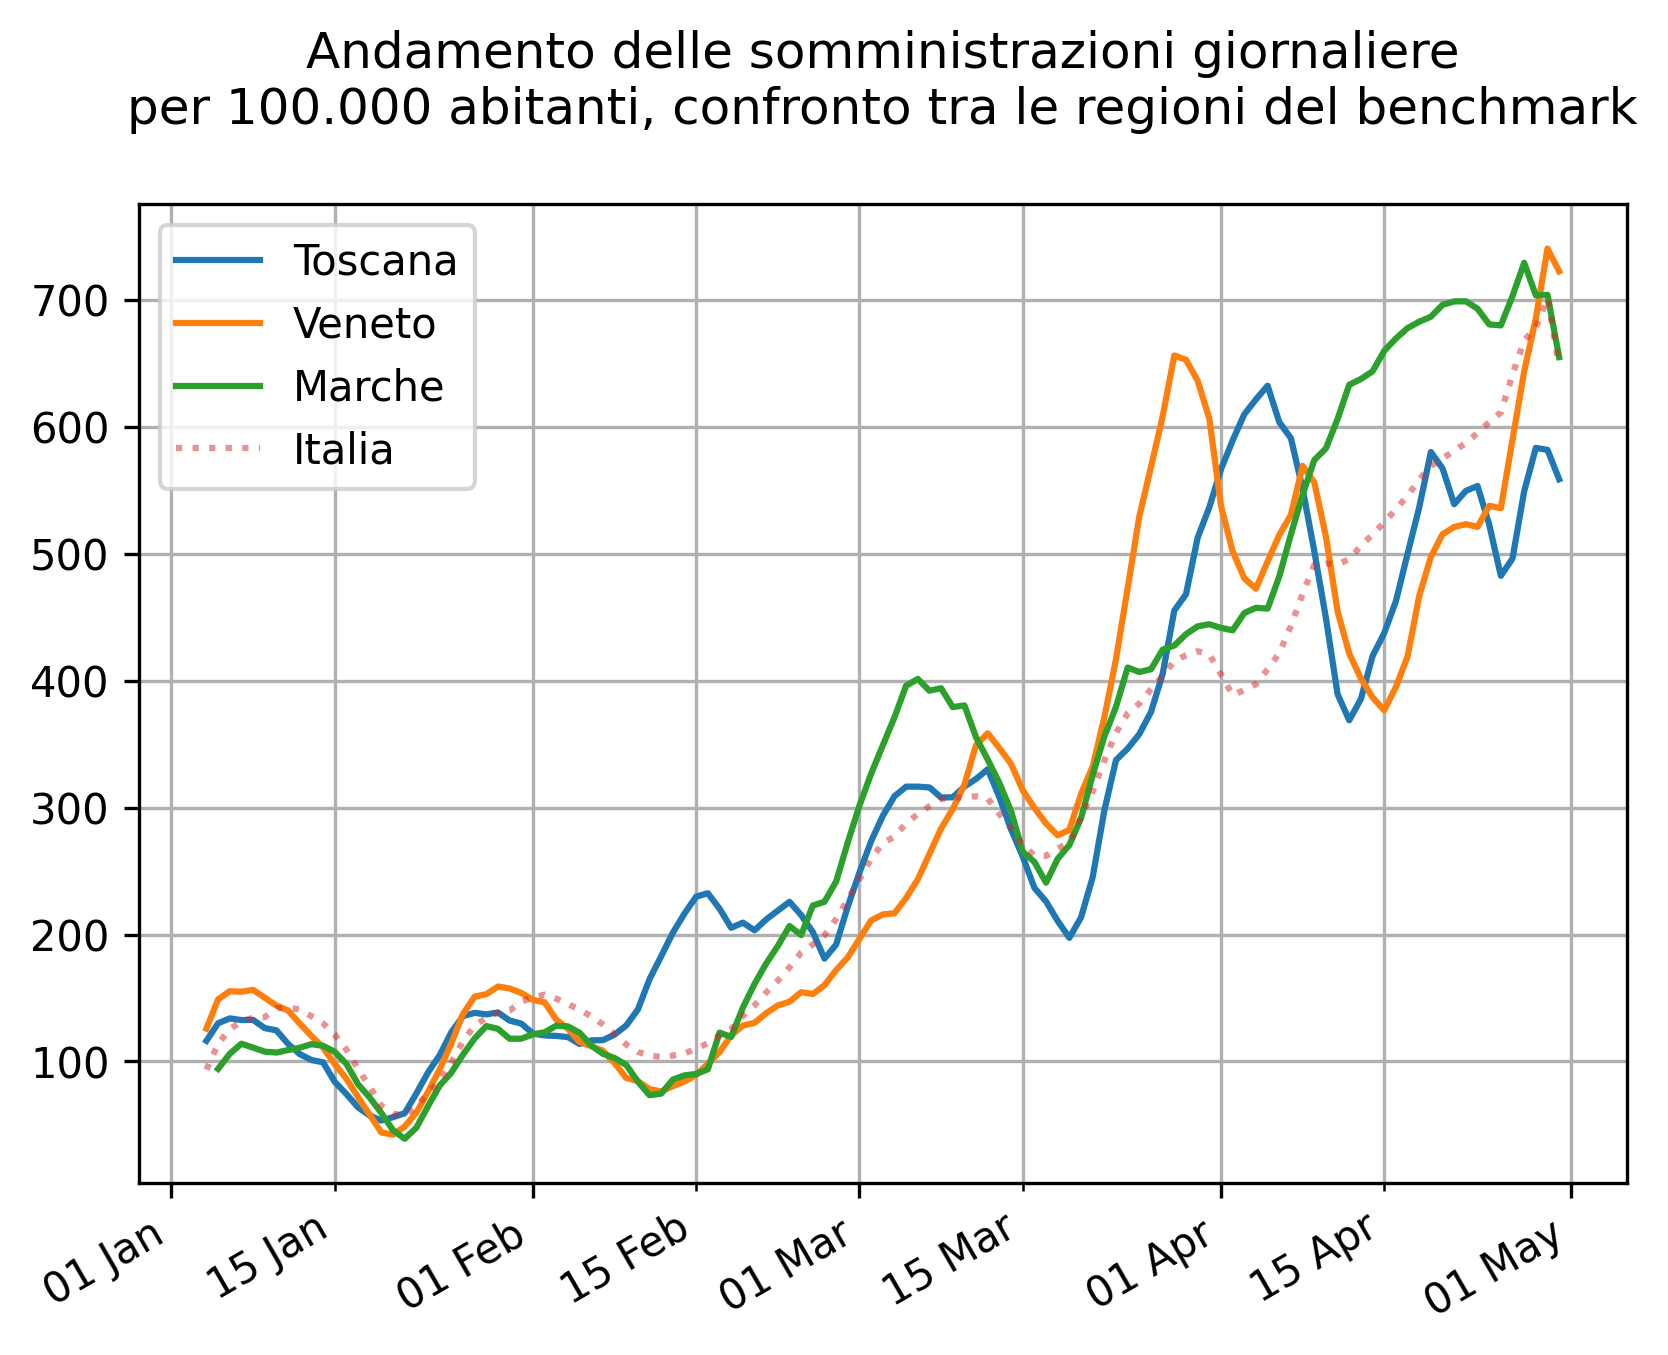 Andamento delle somministrazioni giornaliere
per 100.000 abitanti, confronto tra le regioni del benchmark
Toscana
Veneto
Marche
Italia
700
600
500
400
300
200
100
01 Jan
15 Jan
01 Feb
15 Feb
01 Mar
15 Mar
01 Apr
15 Apr
01 May